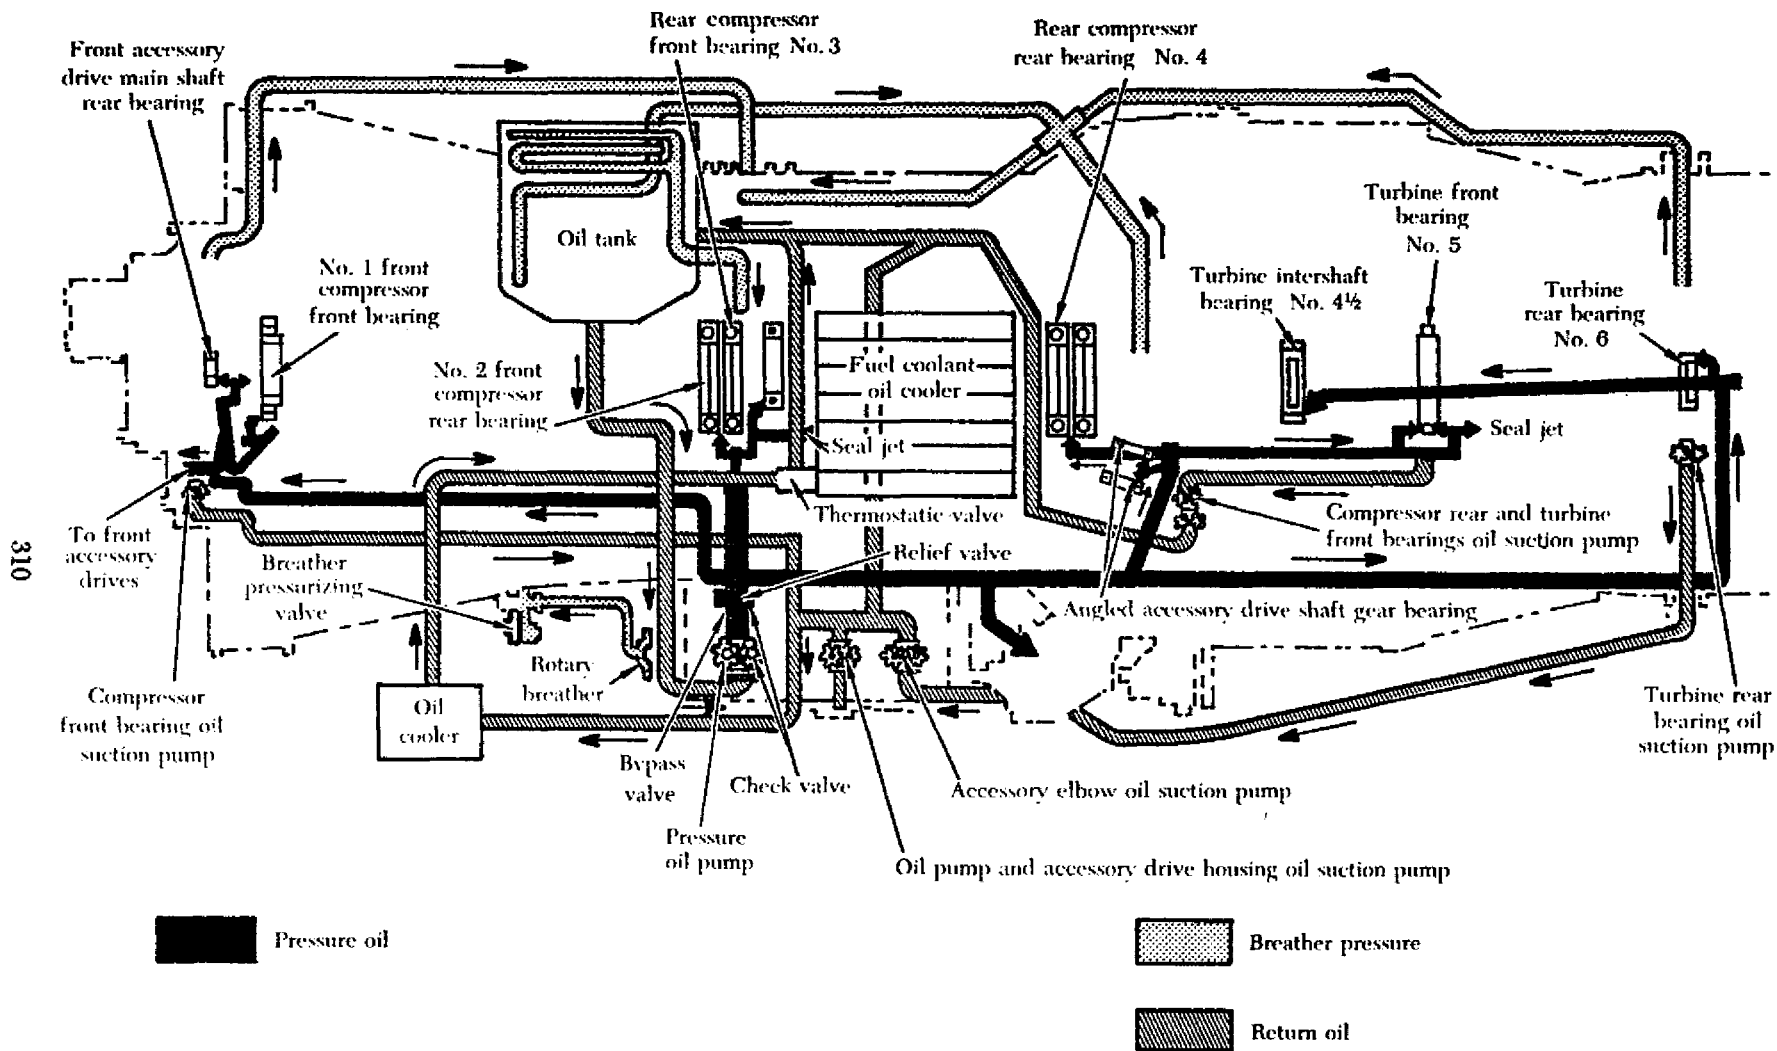 Rear compressor
front bearing No. 3
Rear compressor
rear bearing No. 4
Front accessory
drive main shaft
rear bearing
Turbine front
bearing
No. 5
Oil tank
No. 1 front
compressor
front bearing
Turbine intershaft
bearing No. 4½
Turbine
rear bearing
No. 6
No. 2 front
compressor
rear bearing
Fuel coolant
oil cooler
Seal jet
Seal jet
Thermostatic valve
To front
accessory
drives
Breather
pressurizing
valve
Relief valve
Compressor rear and turbine
front bearings oil suction pump
310
Angled accessory drive shaft gear bearing
Rotary
breather
Compressor
front bearing oil
suction pump
Oil
cooler
Turbine rear
bearing oil
suction pump
Bypass
valve
Check valve
Accessory elbow oil suction pump
Pressure
oil pump
Oil pump and accessory drive housing oil suction pump
Pressure oil
Breather pressure
Return oil